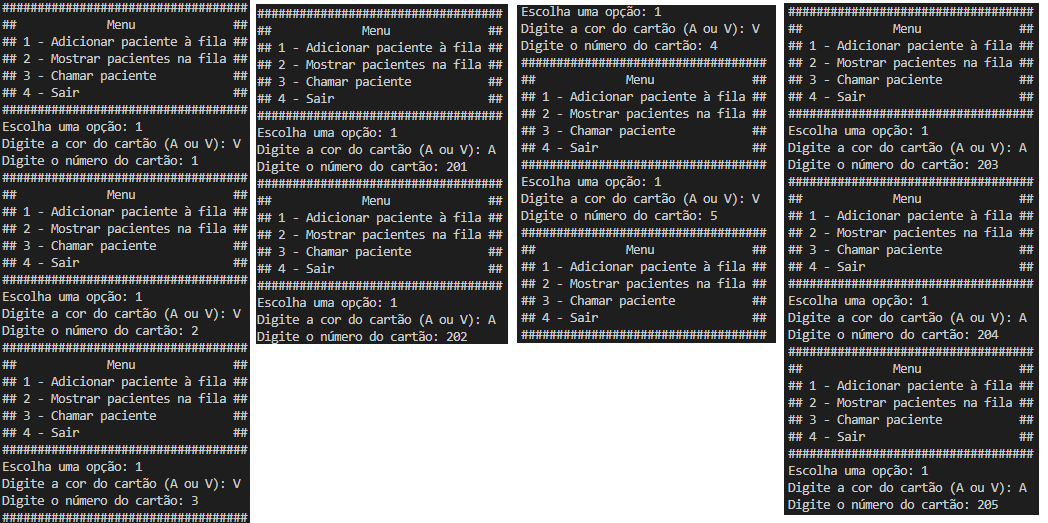 ###################################
##             Menu              ##
## 1 - Adicionar paciente à fila ##
## 2 - Mostrar pacientes na fila ##
## 3 - Chamar paciente           ##
## 4 - Sair                      ##
###################################
Escolha uma opção: 1
Digite a cor do cartão (A ou V): V
Digite o número do cartão: 1
###################################
##             Menu              ##
## 1 - Adicionar paciente à fila ##
## 2 - Mostrar pacientes na fila ##
## 3 - Chamar paciente           ##
## 4 - Sair                      ##
###################################
Escolha uma opção: 1
Digite a cor do cartão (A ou V): V
Digite o número do cartão: 2
###################################
##             Menu              ##
## 1 - Adicionar paciente à fila ##
## 2 - Mostrar pacientes na fila ##
## 3 - Chamar paciente           ##
## 4 - Sair                      ##
###################################
Escolha uma opção: 1
Digite a cor do cartão (A ou V): V
Digite o número do cartão: 3
###################################
###################################
##             Menu              ##
## 1 - Adicionar paciente à fila ##
## 2 - Mostrar pacientes na fila ##
## 3 - Chamar paciente           ##
## 4 - Sair                      ##
###################################
Escolha uma opção: 1
Digite a cor do cartão (A ou V): A
Digite o número do cartão: 201
###################################
##             Menu              ##
## 1 - Adicionar paciente à fila ##
## 2 - Mostrar pacientes na fila ##
## 3 - Chamar paciente           ##
## 4 - Sair                      ##
###################################
Escolha uma opção: 1
Digite a cor do cartão (A ou V): A
Digite o número do cartão: 202
Escolha uma opção: 1
Digite a cor do cartão (A ou V): V
Digite o número do cartão: 4
###################################
##             Menu              ##
## 1 - Adicionar paciente à fila ##
## 2 - Mostrar pacientes na fila ##
## 3 - Chamar paciente           ##
## 4 - Sair                      ##
###################################
Escolha uma opção: 1
Digite a cor do cartão (A ou V): V
Digite o número do cartão: 5
###################################
##             Menu              ##
## 1 - Adicionar paciente à fila ##
## 2 - Mostrar pacientes na fila ##
## 3 - Chamar paciente           ##
## 4 - Sair                      ##
###################################
###################################
##             Menu              ##
## 1 - Adicionar paciente à fila ##
## 2 - Mostrar pacientes na fila ##
## 3 - Chamar paciente           ##
## 4 - Sair                      ##
###################################
Escolha uma opção: 1
Digite a cor do cartão (A ou V): A
Digite o número do cartão: 203
###################################
##             Menu              ##
## 1 - Adicionar paciente à fila ##
## 2 - Mostrar pacientes na fila ##
## 3 - Chamar paciente           ##
## 4 - Sair                      ##
###################################
Escolha uma opção: 1
Digite a cor do cartão (A ou V): A
Digite o número do cartão: 204
###################################
##             Menu              ##
## 1 - Adicionar paciente à fila ##
## 2 - Mostrar pacientes na fila ##
## 3 - Chamar paciente           ##
## 4 - Sair                      ##
###################################
Escolha uma opção: 1
Digite a cor do cartão (A ou V): A
Digite o número do cartão: 205